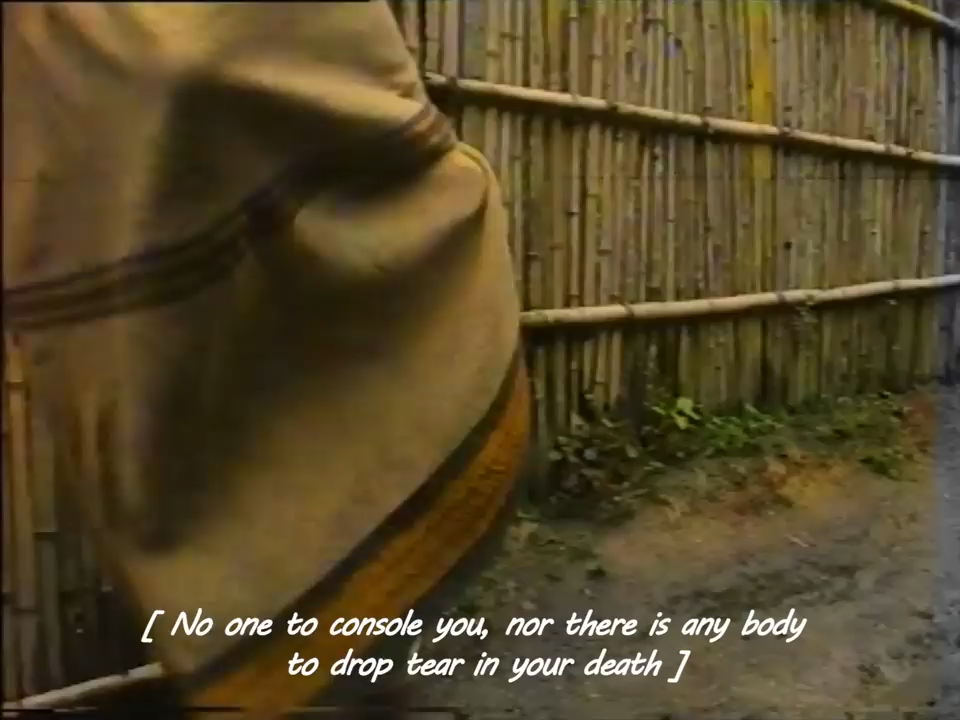 [ No one to console you, nor there is any body
to drop tear in your death ]